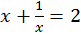 x + 1/x = 2